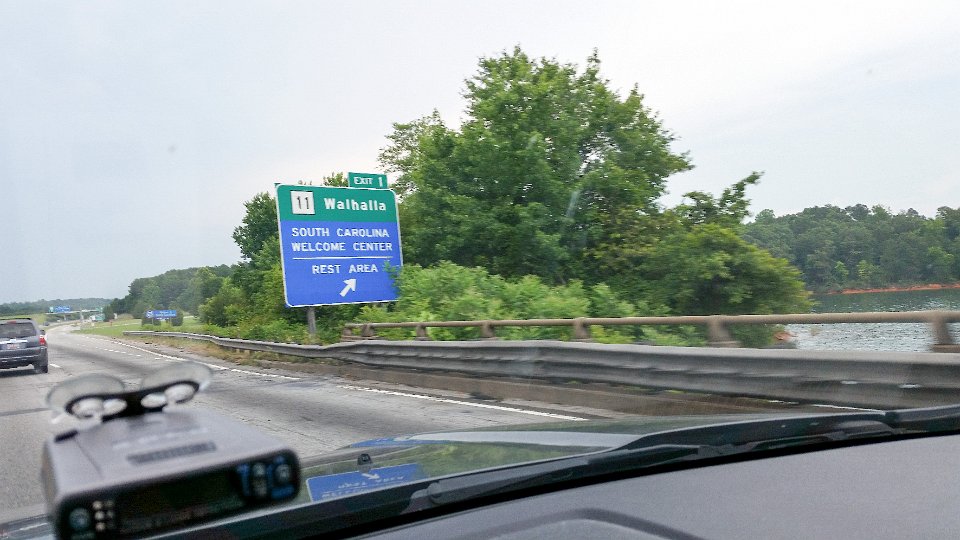 EXIT 1
11 Walhalla
SOUTH CAROLINA
WELCOME CENTER
REST AREA